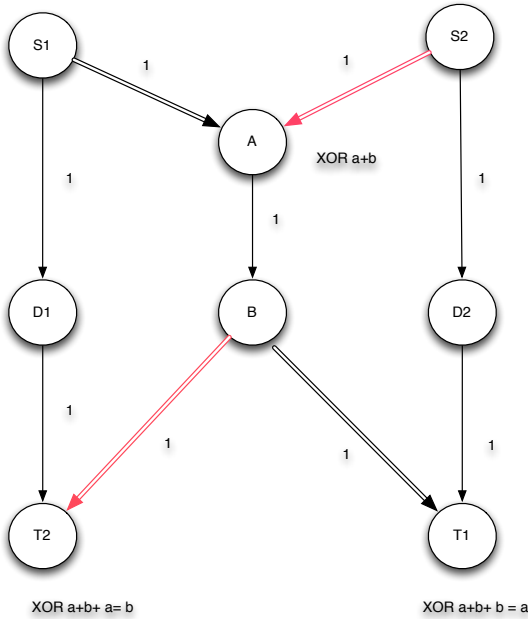 S1
S2
1
1
A
XOR a+b
1
1
1
D1
B
D2
1
1
1
1
T2
T1
XOR a+b+ a= b
XOR a+b+ b = a